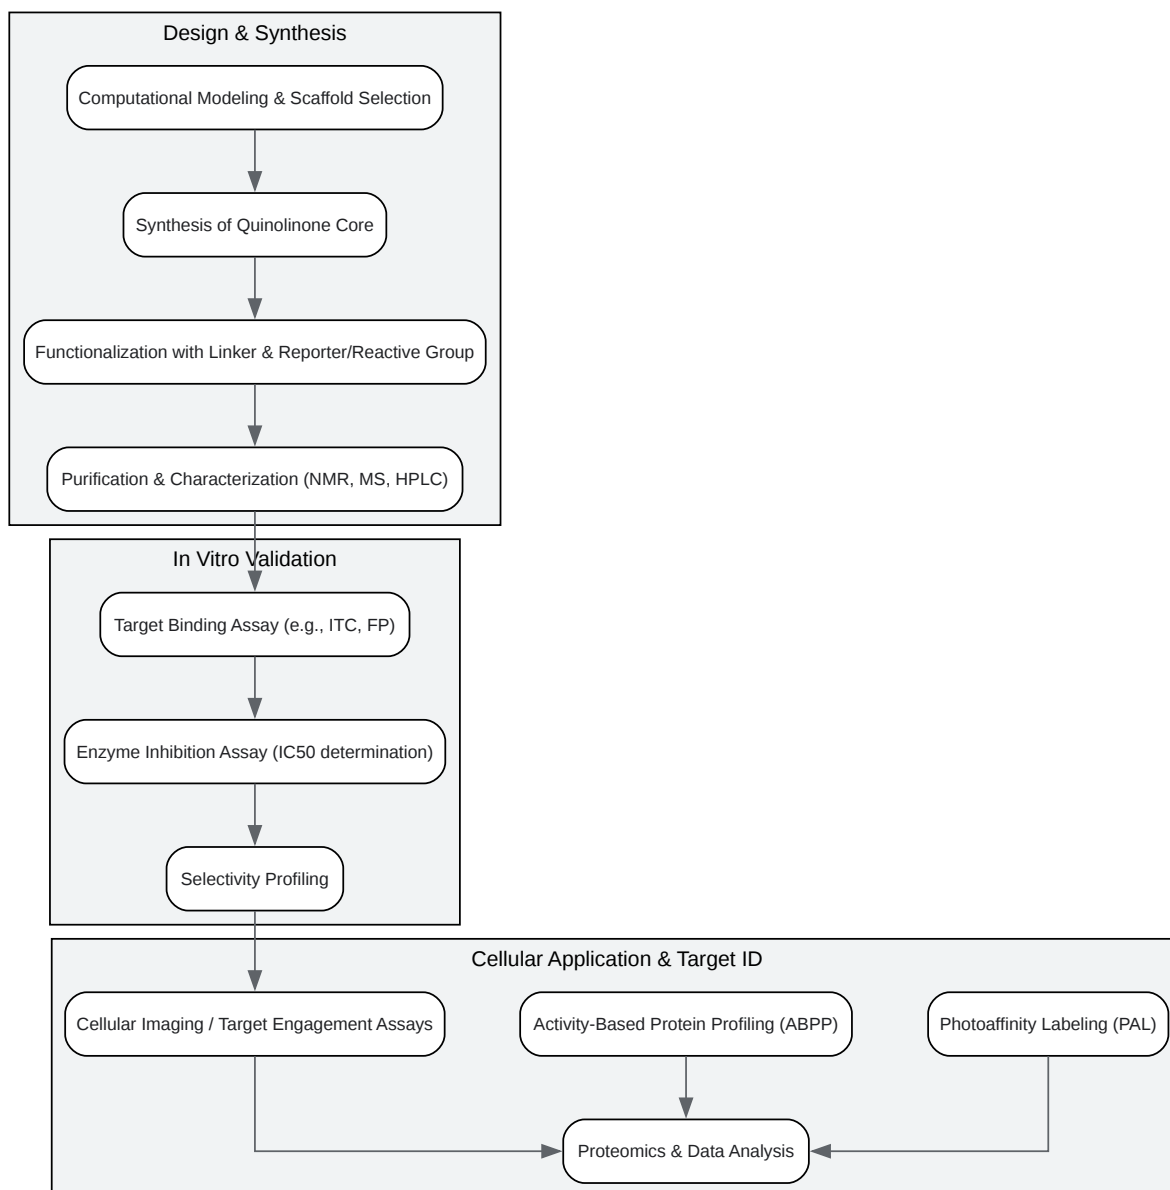 Design & Synthesis
Computational Modeling & Scaffold Selection
Synthesis of Quinolinone Core
Functionalization with Linker & Reporter/Reactive Group
Purification & Characterization (NMR, MS, HPLC)
In Vitro Validation
Target Binding Assay (e.g., ITC, FP)
Enzyme Inhibition Assay (IC50 determination)
Selectivity Profiling
Cellular Application & Target ID
Cellular Imaging / Target Engagement Assays
Activity-Based Protein Profiling (ABPP)
Photoaffinity Labeling (PAL)
Proteomics & Data Analysis